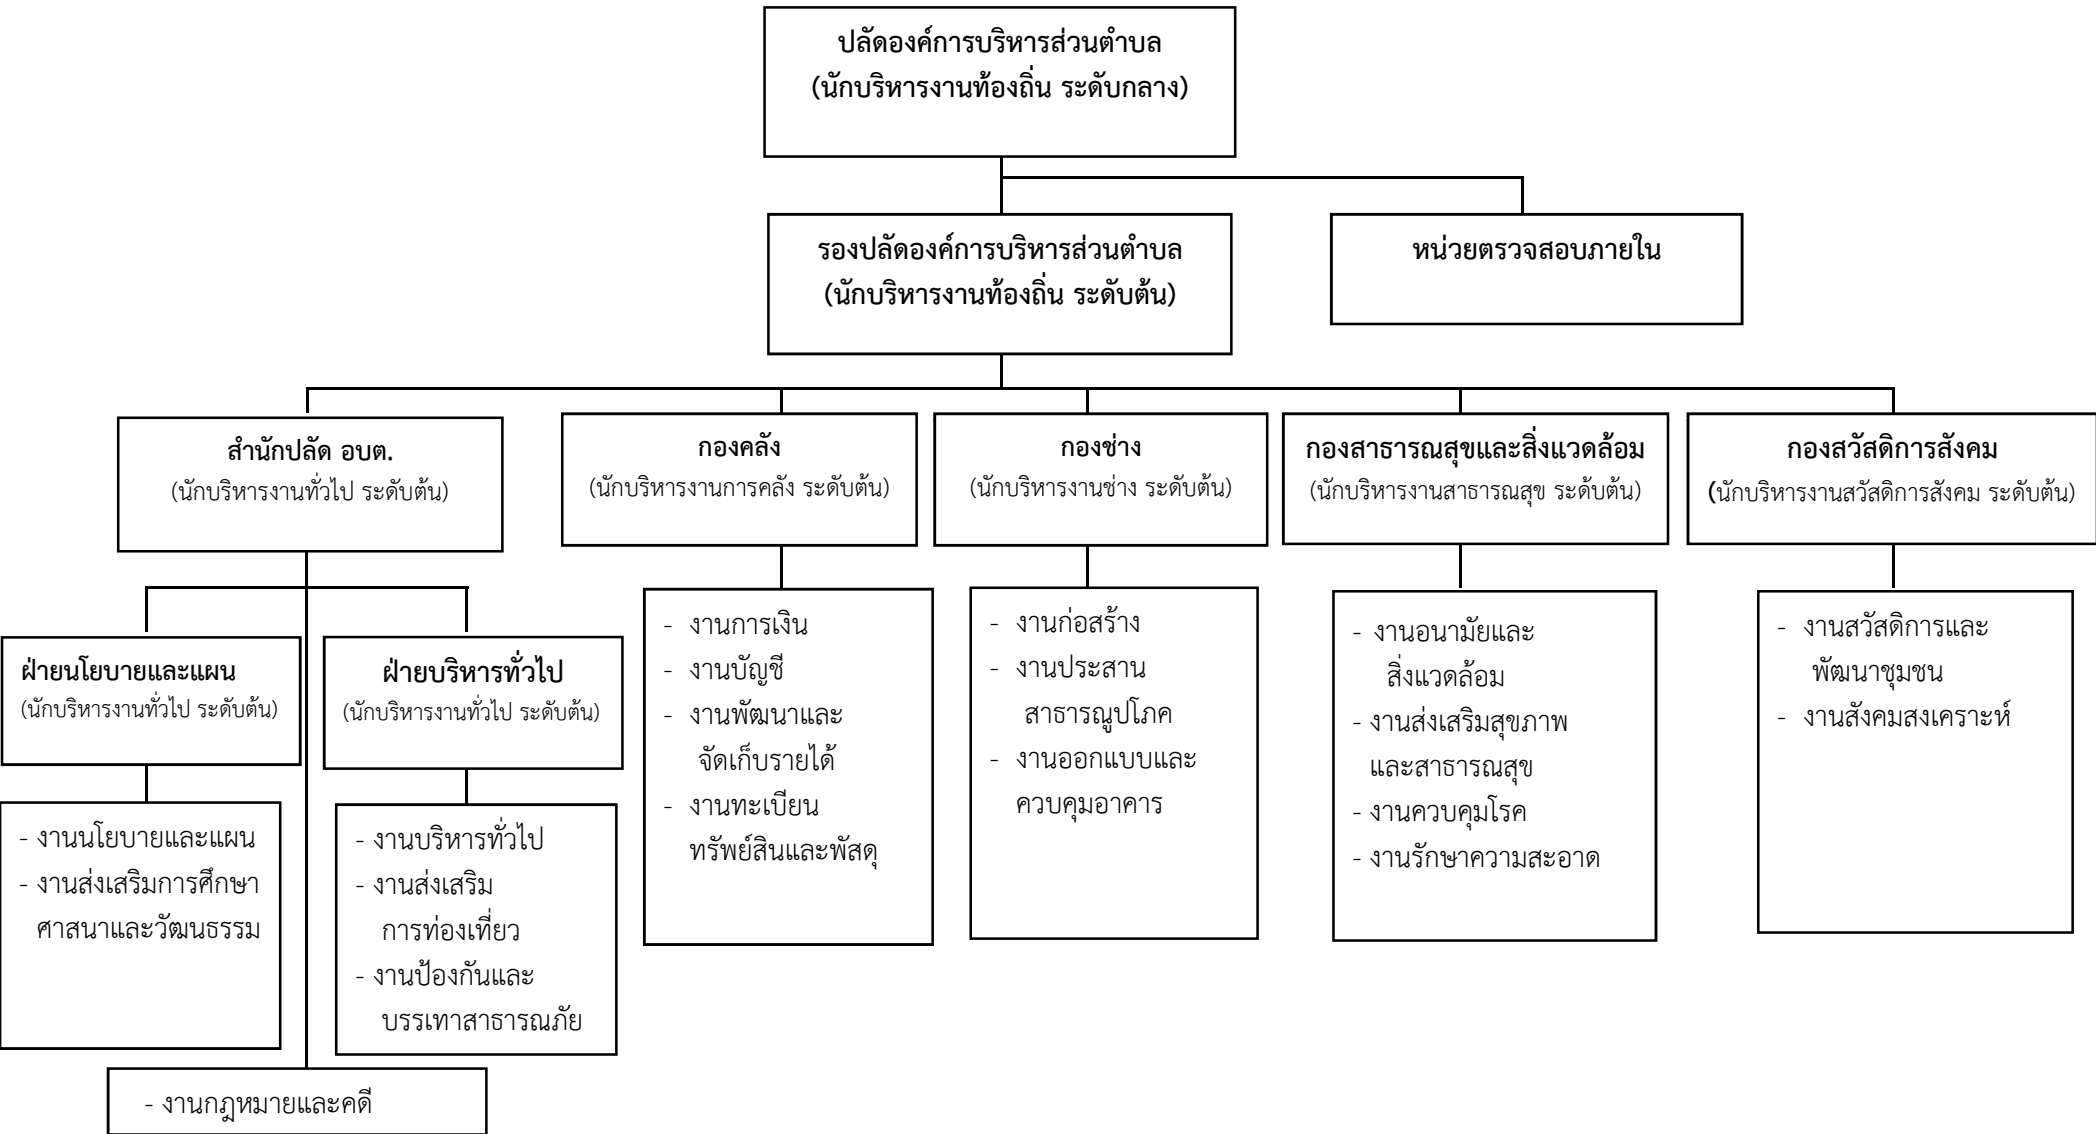 ปลัดองค์การบริหารส่วนตำบล
(นักบริหารงานท้องถิ่น ระดับกลาง)
รองปลัดองค์การบริหารส่วนตำบล
(นักบริหารงานท้องถิ่น ระดับต้น)
หน่วยตรวจสอบภายใน
สำนักปลัด อบต.
(นักบริหารงานทั่วไป ระดับต้น)
กองคลัง
(นักบริหารงานการคลัง ระดับต้น)
กองช่าง
(นักบริหารงานช่าง ระดับต้น)
กองสาธารณสุขและสิ่งแวดล้อม
(นักบริหารงานสาธารณสุข ระดับต้น)
กองสวัสดิการสังคม
(นักบริหารงานสวัสดิการสังคม ระดับต้น)
ฝ่ายนโยบายและแผน
(นักบริหารงานทั่วไป ระดับต้น)
ฝ่ายบริหารทั่วไป
(นักบริหารงานทั่วไป ระดับต้น)
- งานนโยบายและแผน
- งานส่งเสริมการศึกษา
ศาสนาและวัฒนธรรม
- งานบริหารทั่วไป
- งานส่งเสริม
การท่องเที่ยว
- งานป้องกันและ
บรรเทาสาธารณภัย
- งานกฎหมายและคดี
- งานการเงิน
- งานบัญชี
- งานพัฒนาและ
จัดเก็บรายได้
- งานทะเบียน
ทรัพย์สินและพัสดุ
- งานก่อสร้าง
- งานประสาน
สาธารณูปโภค
- งานออกแบบและ
ควบคุมอาคาร
- งานอนามัยและ
สิ่งแวดล้อม
- งานส่งเสริมสุขภาพ
และสาธารณสุข
- งานควบคุมโรค
- งานรักษาความสะอาด
- งานสวัสดิการและ
พัฒนาชุมชน
- งานสังคมสงเคราะห์